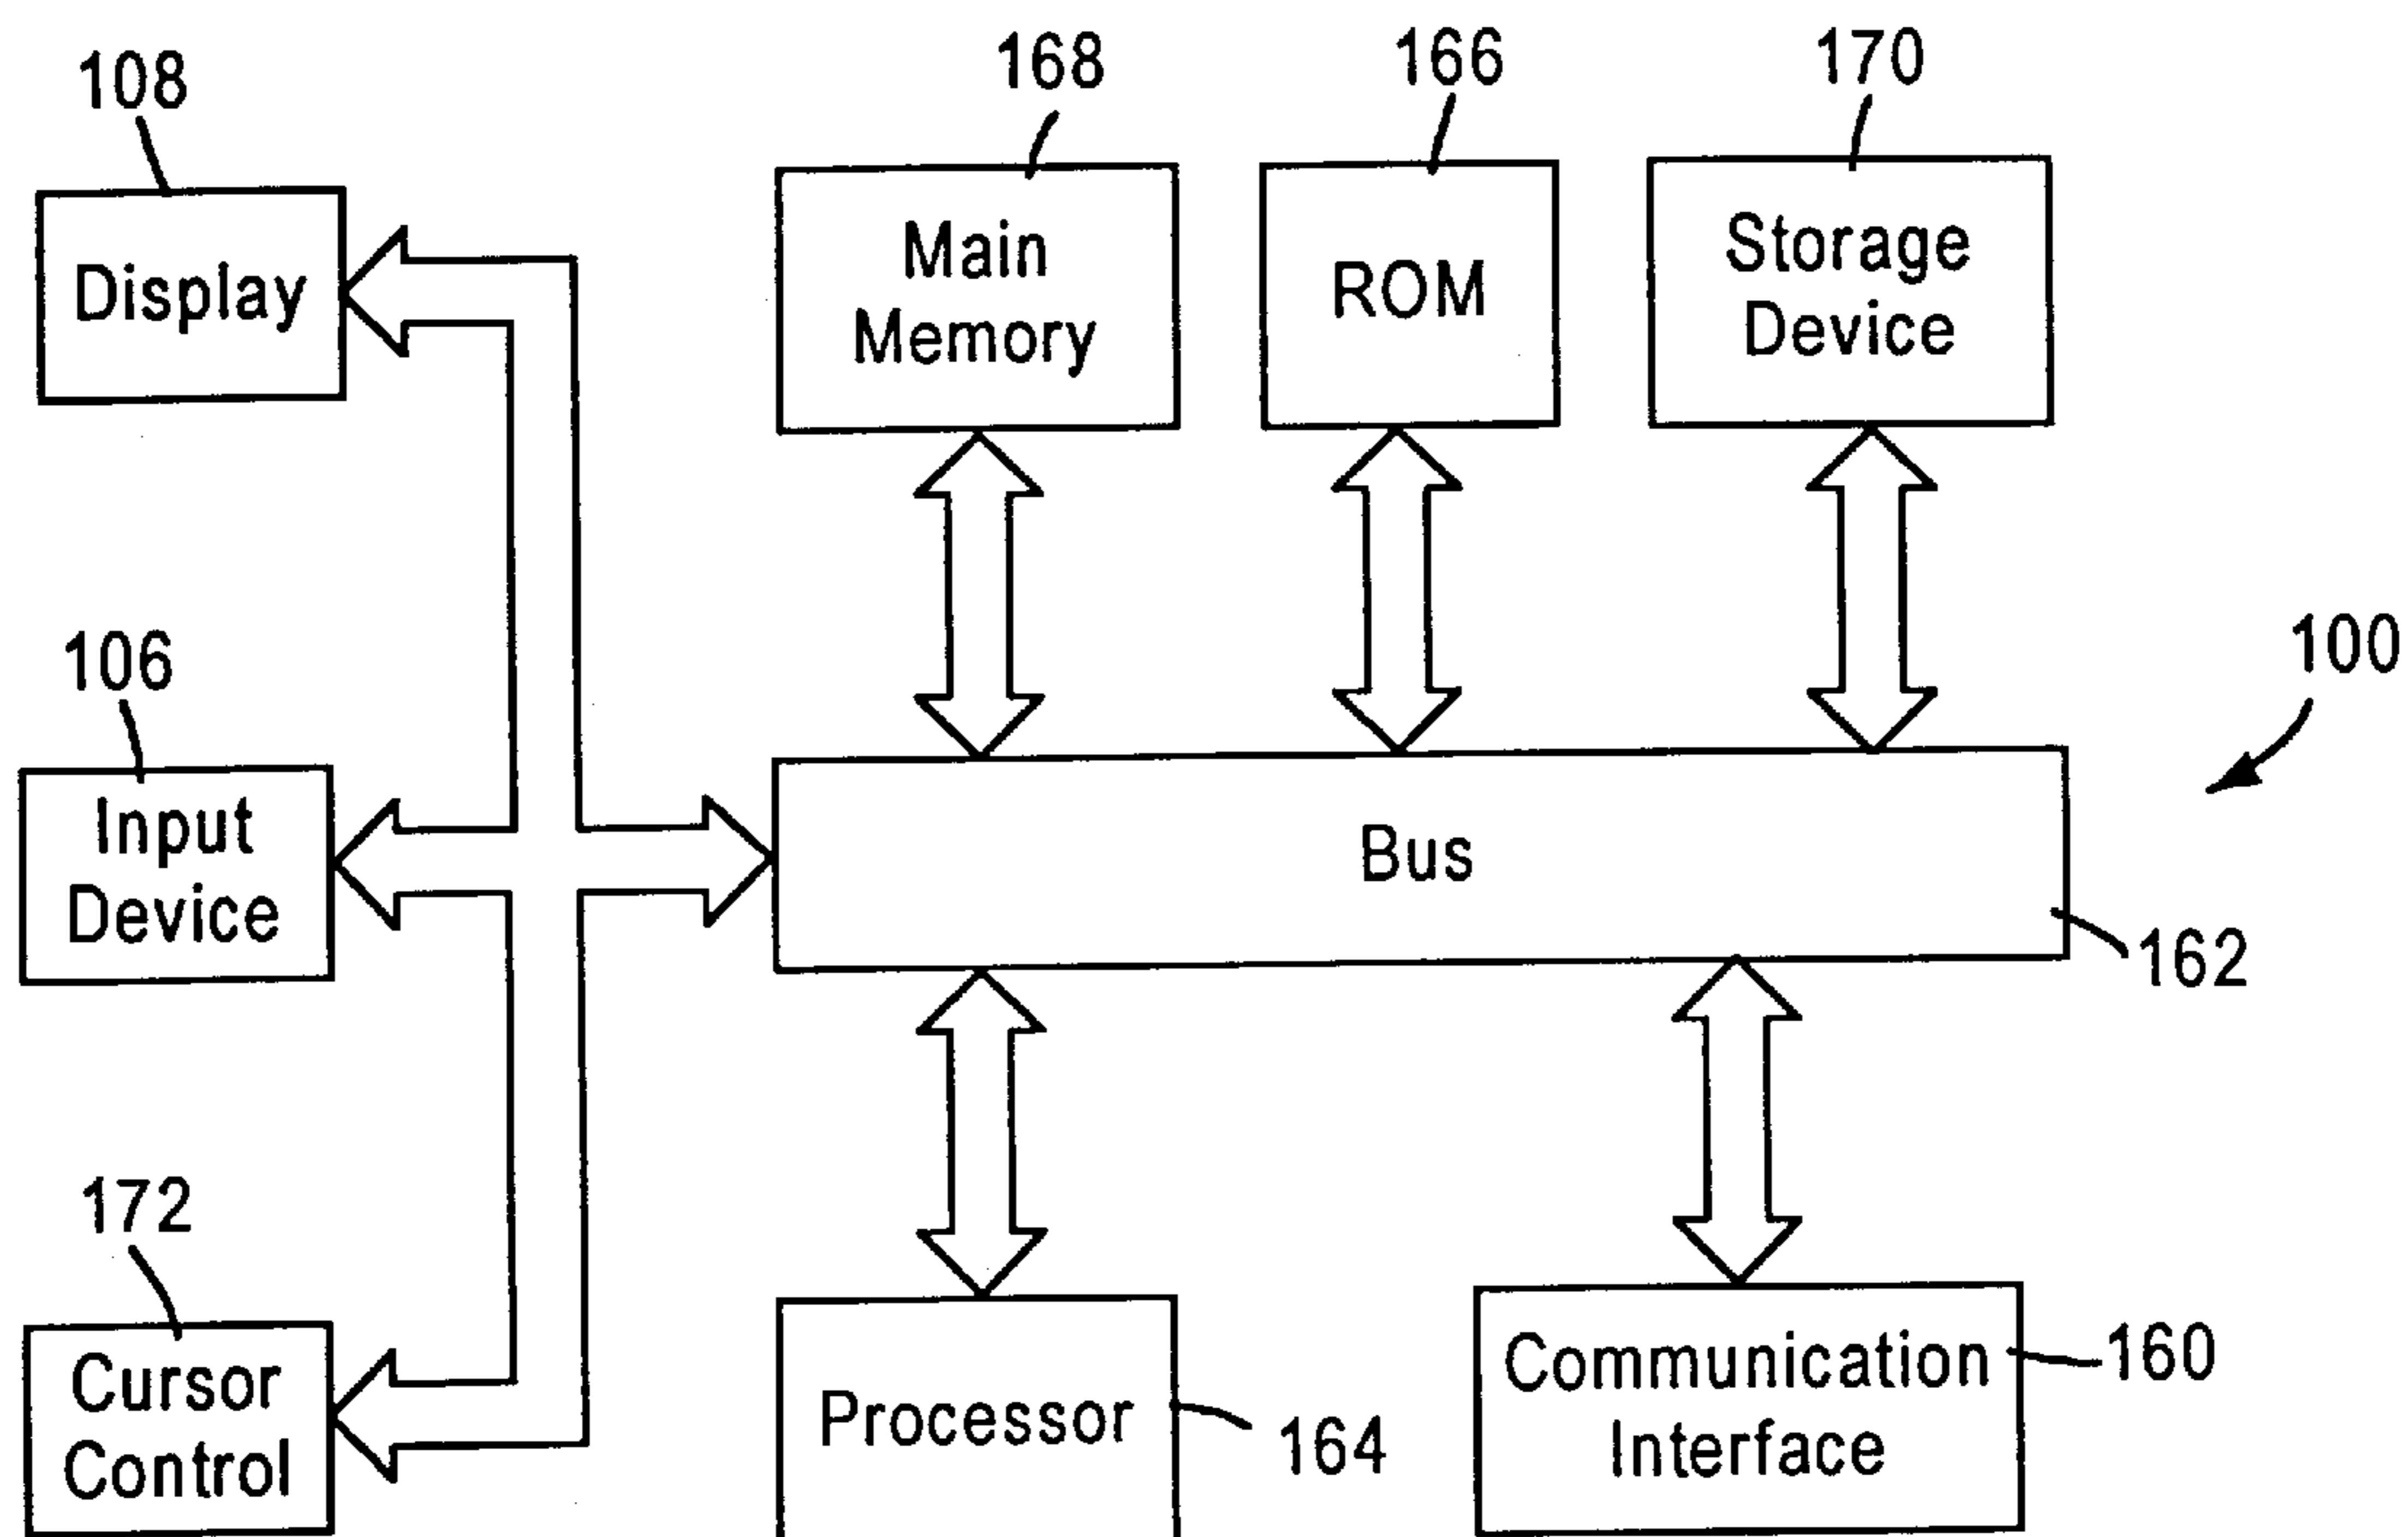 108
168
166
170
Display
Main
Memory
ROM
Storage
Device
106
100
Input
Device
Bus
162
172
Cursor
Control
Processor
164
Communication
Interface
160